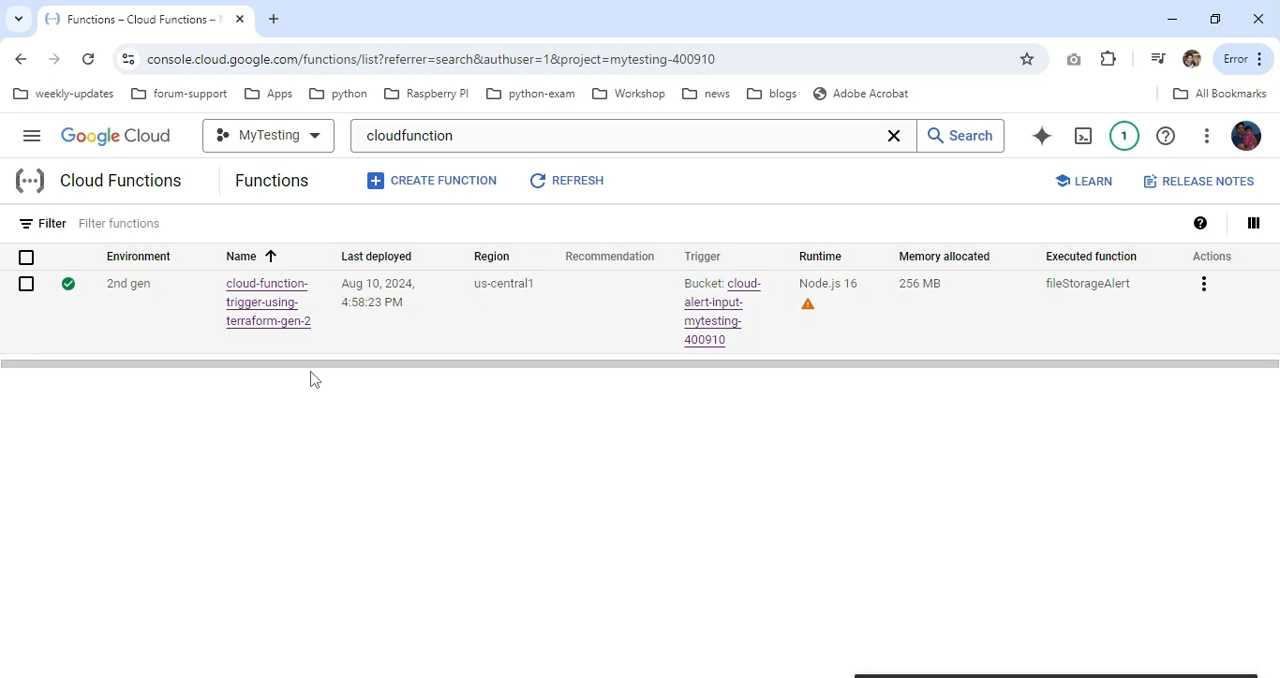 Functions – Cloud Functions –
console.cloud.google.com/functions/list?referrer=search&authuser=1&project=mytesting-400910
Error
weekly-updates
forum-support
Apps
python
Raspberry PI
python-exam
Workshop
news
blogs
Adobe Acrobat
All Bookmarks
Google Cloud
MyTesting
cloudfunction
Search
1
Cloud Functions
Functions
CREATE FUNCTION
REFRESH
LEARN
RELEASE NOTES
Filter
Filter functions
Environment
Name
Last deployed
Region
Recommendation
Trigger
Runtime
Memory allocated
Executed function
Actions
2nd gen
cloud-function-
trigger-using-
terraform-gen-2
Aug 10, 2024,
4:58:23 PM
us-central1
Bucket: cloud-
alert-input-
mytesting-
400910
Node.js 16
256 MB
fileStorageAlert